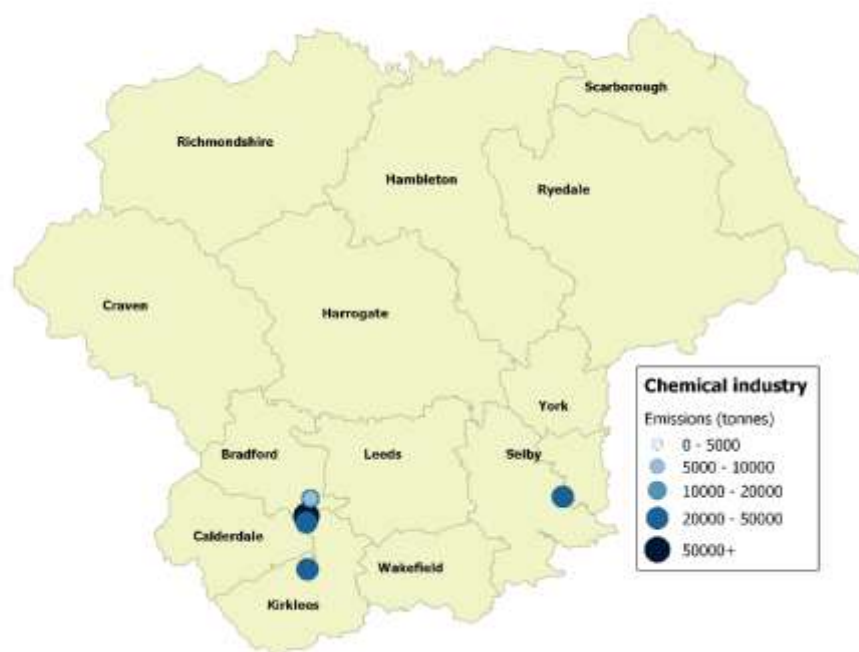 Scarborough
Richmondshire
Hambleton
Ryedale
Craven
Harrogate
York
Bradford
Leeds
Selby
Calderdale
Wakefield
Kirklees
Chemical industry
Emissions (tonnes)
0 - 5000
5000 - 10000
10000 - 20000
20000 - 50000
50000+